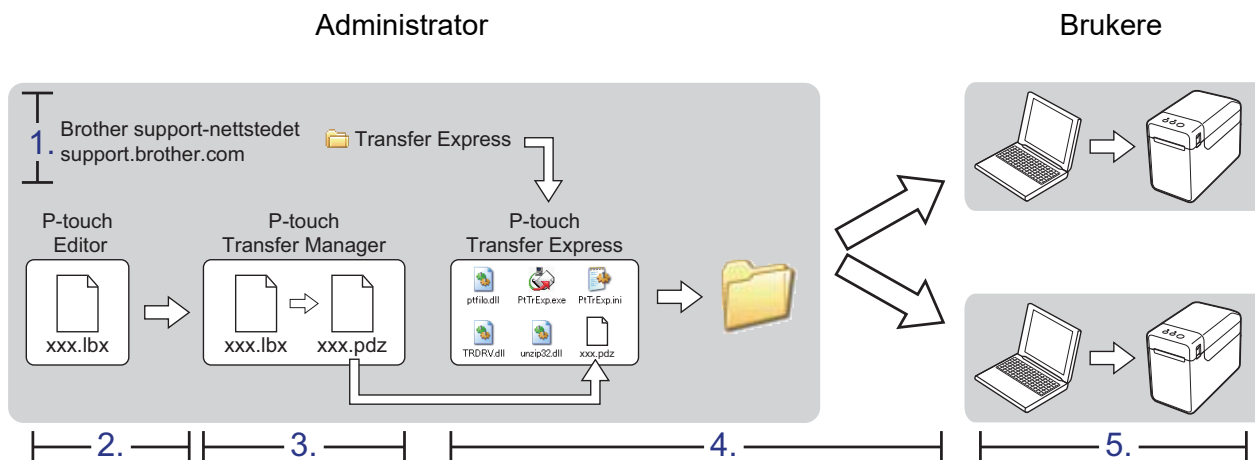 Administrator
Brukere
1.
Brother support-nettstedet
support.brother.com
Transfer Express
P-touch
Editor
xxx.lbx
P-touch
Transfer Manager
xxx.lbx
xxx.pdz
P-touch
Transfer Express
ptfilo.dll
PtTrExp.exe
PtTrExp.ini
TRDRV.dll
unzip32.dll
xxx.pdz
2.
3.
4.
5.